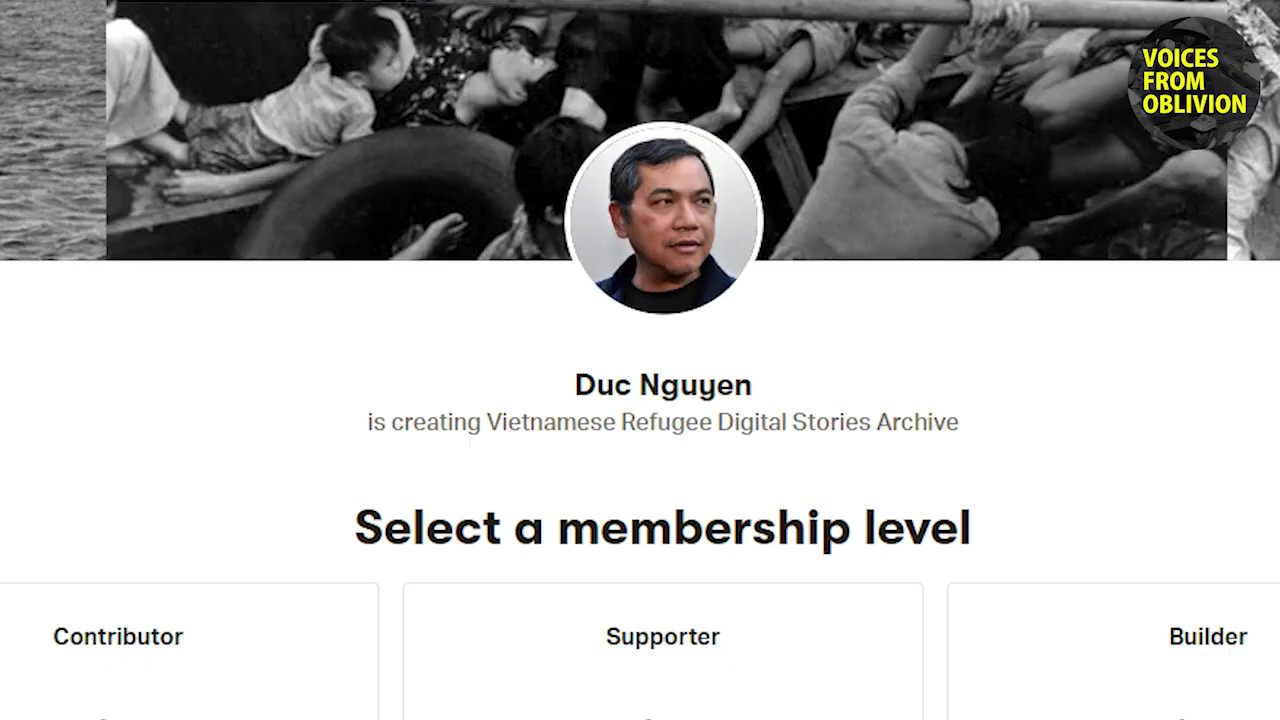 VOICES
FROM
OBLIVION
Duc Nguyen
is creating Vietnamese Refugee Digital Stories Archive
Select a membership level
Contributor
Supporter
Builder